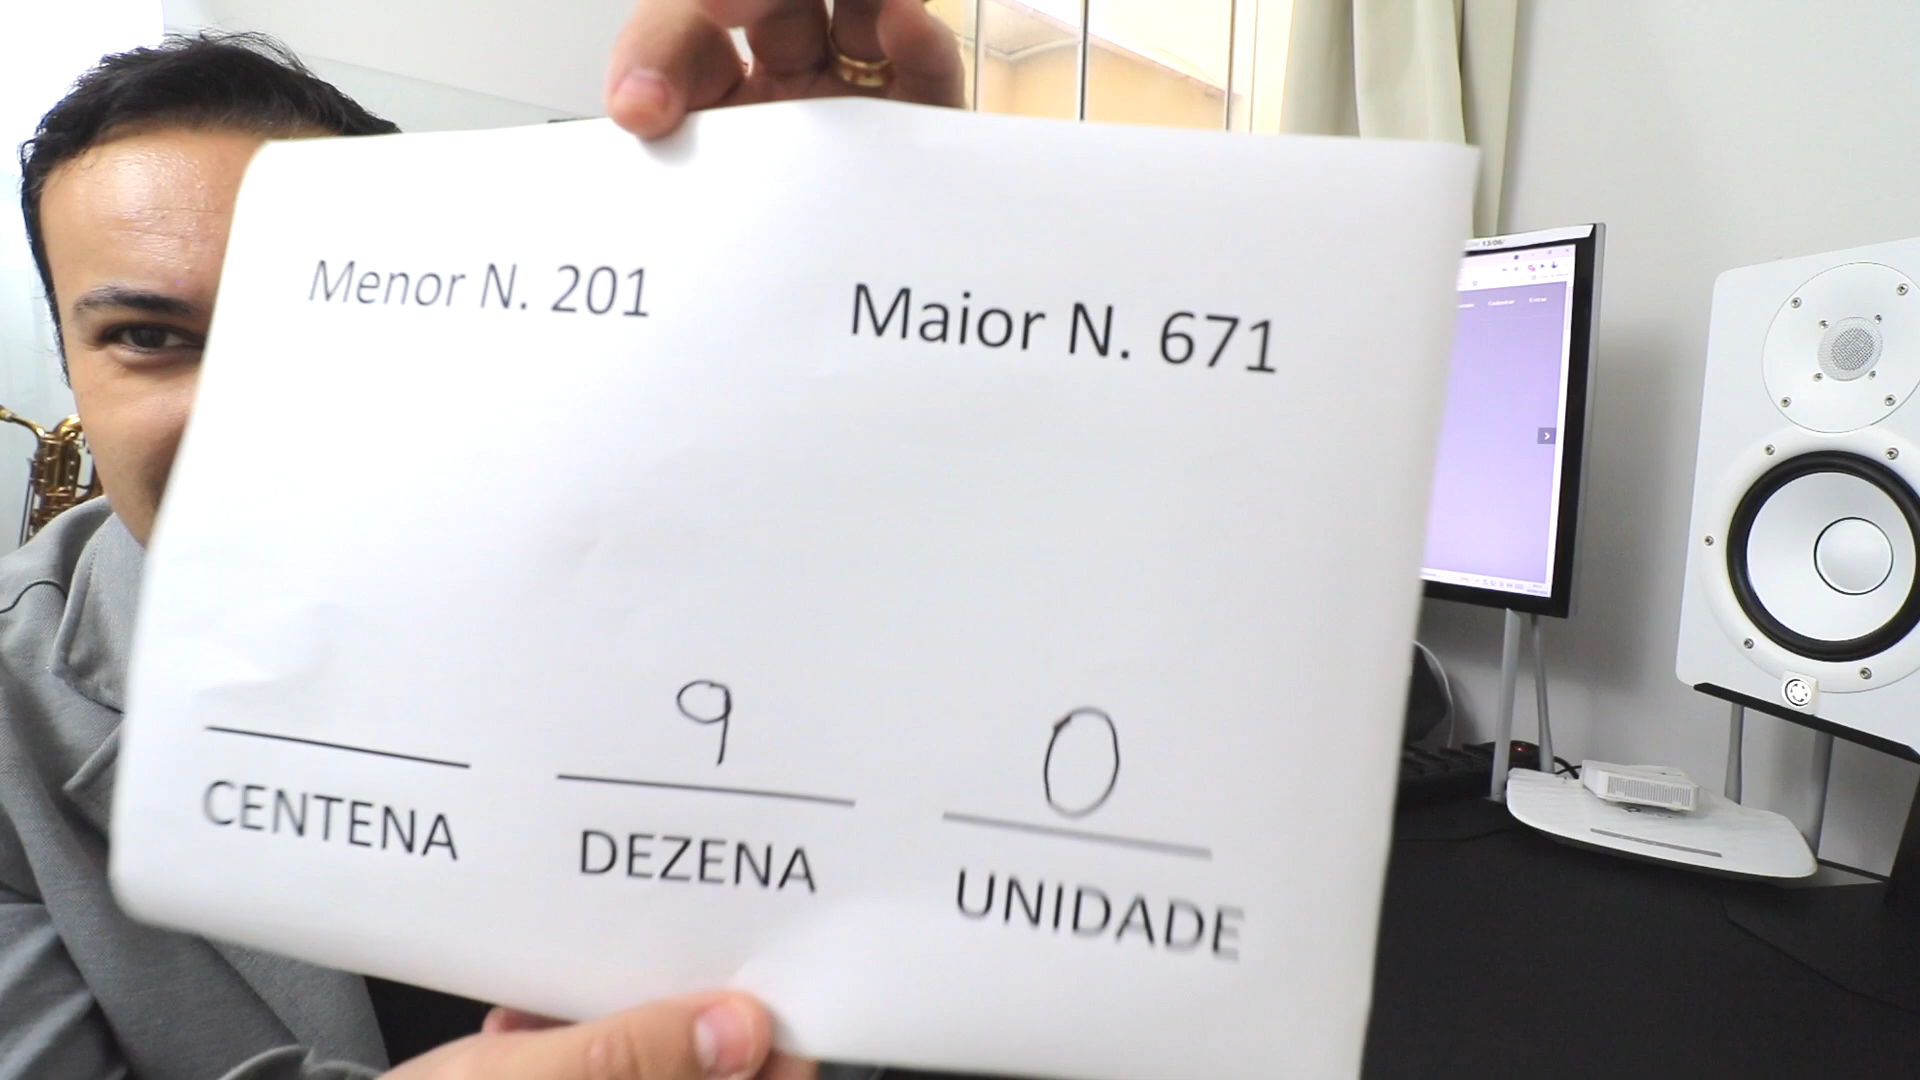 Menor N. 201
Maior N. 671
9
0
CENTENA
DEZENA
UNIDADE